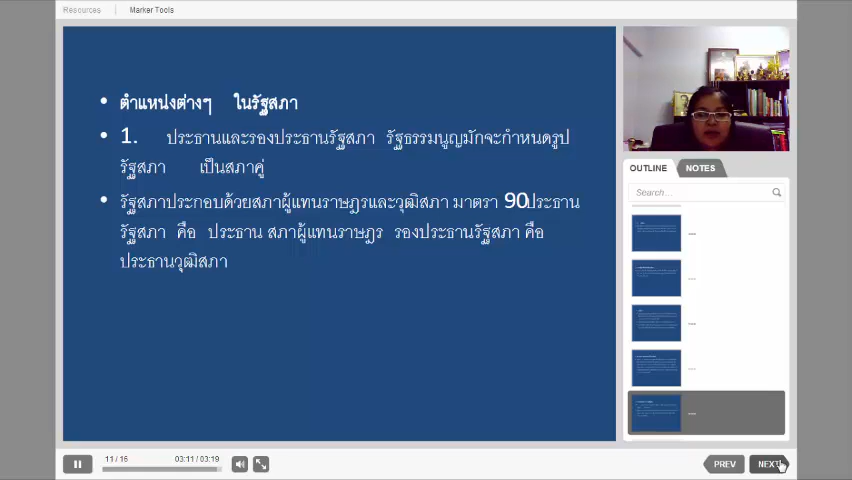 Resources Marker Tools
ตำแหน่งต่างๆ ในรัฐสภา
1. ประธานและรองประธานรัฐสภา รัฐธรรมนูญมักจะกำหนดรูป
รัฐสภา เป็นสภาคู่
รัฐสภาประกอบด้วยสภาผู้แทนราษฎรและวุฒิสภา มาตรา 90ประธาน
รัฐสภา คือ ประธาน สภาผู้แทนราษฎร รองประธานรัฐสภา คือ
ประธานวุฒิสภา
OUTLINE NOTES
Search...
11 / 16 03:11 / 03:19
PREV NEXT